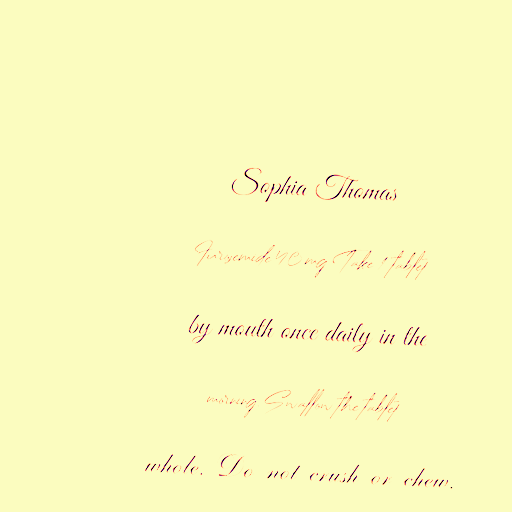 Sophia Thomas
Furosemide 40 mg Take 1 tablet
by mouth once daily in the
morning Swallow the tablet
whole. Do not crush or chew.